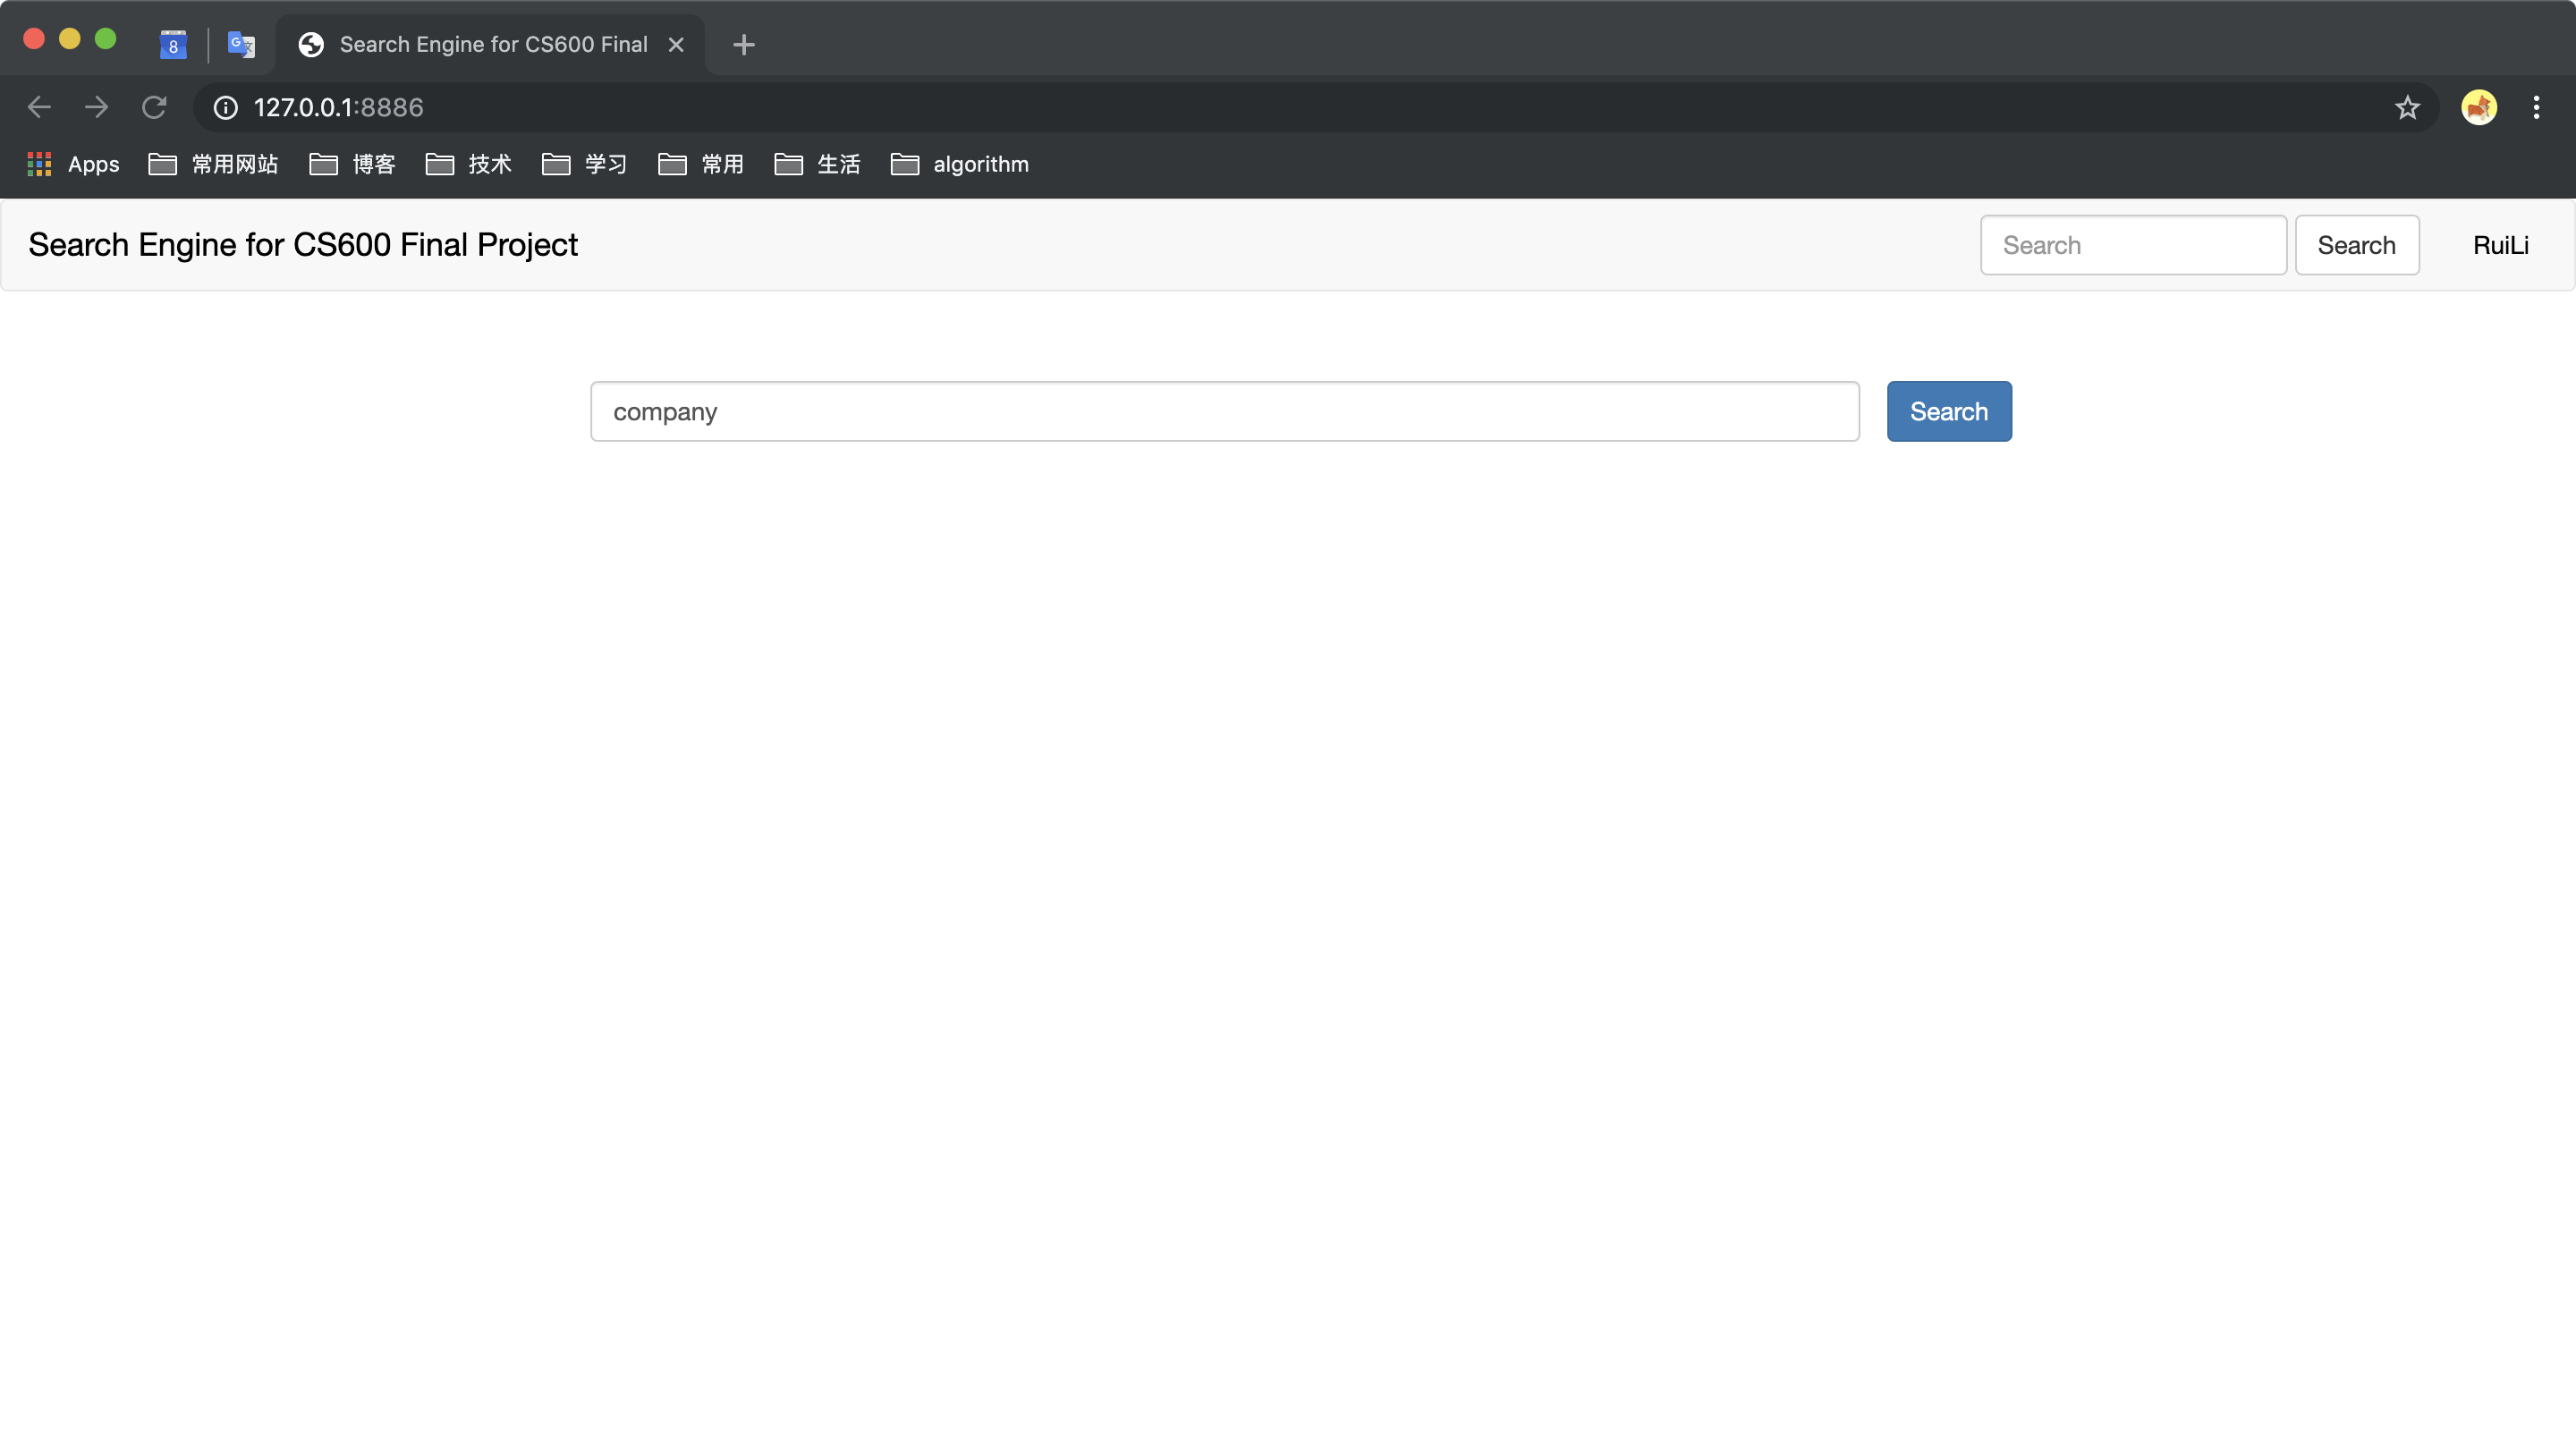 8
G 文
Search Engine for CS600 Final
127.0.0.1:8886
Apps 常用网站 博客 技术 学习 常用 生活 algorithm
Search Engine for CS600 Final Project Search Search RuiLi
company Search